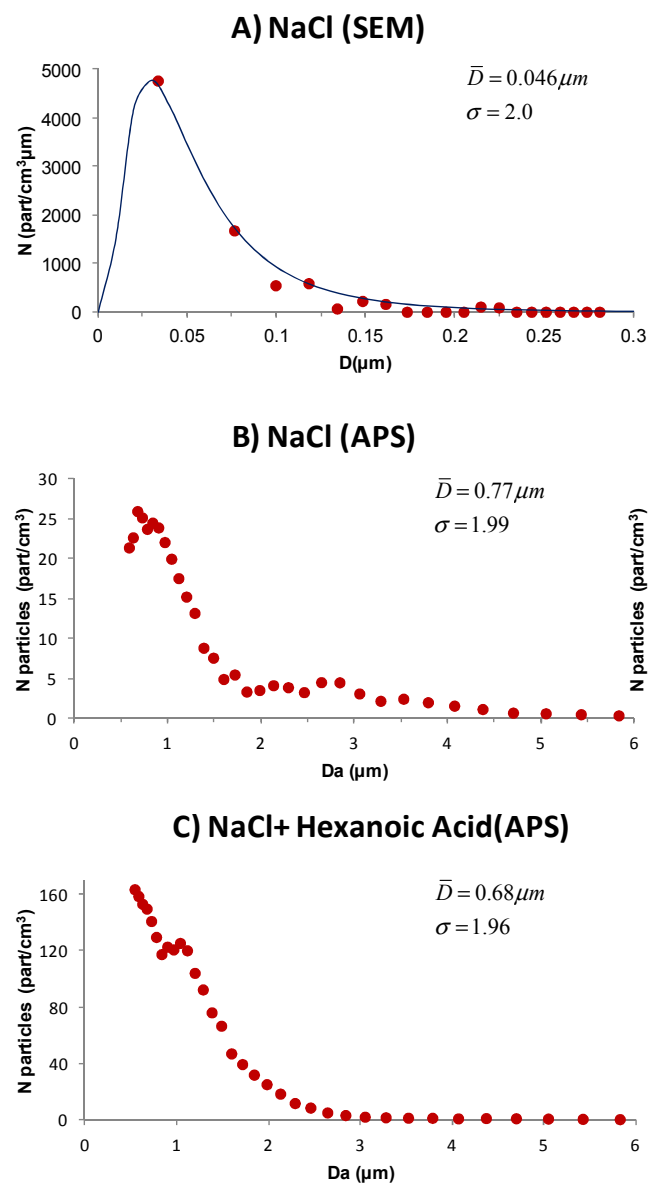 A) NaCl (SEM)
D̄ = 0.046μm
σ = 2.0
N (part/cm³μm)
5000
4000
3000
2000
1000
0
0 0.05 0.1 0.15 0.2 0.25 0.3
D(μm)
B) NaCl (APS)
D̄ = 0.77μm
σ = 1.99
N particles (part/cm³)
N particles (part/cm³)
30
25
20
15
10
5
0
0 1 2 3 4 5 6
Da (μm)
C) NaCl+ Hexanoic Acid(APS)
D̄ = 0.68μm
σ = 1.96
N particles (part/cm³)
160
120
80
40
0
0 1 2 3 4 5 6
Da (μm)